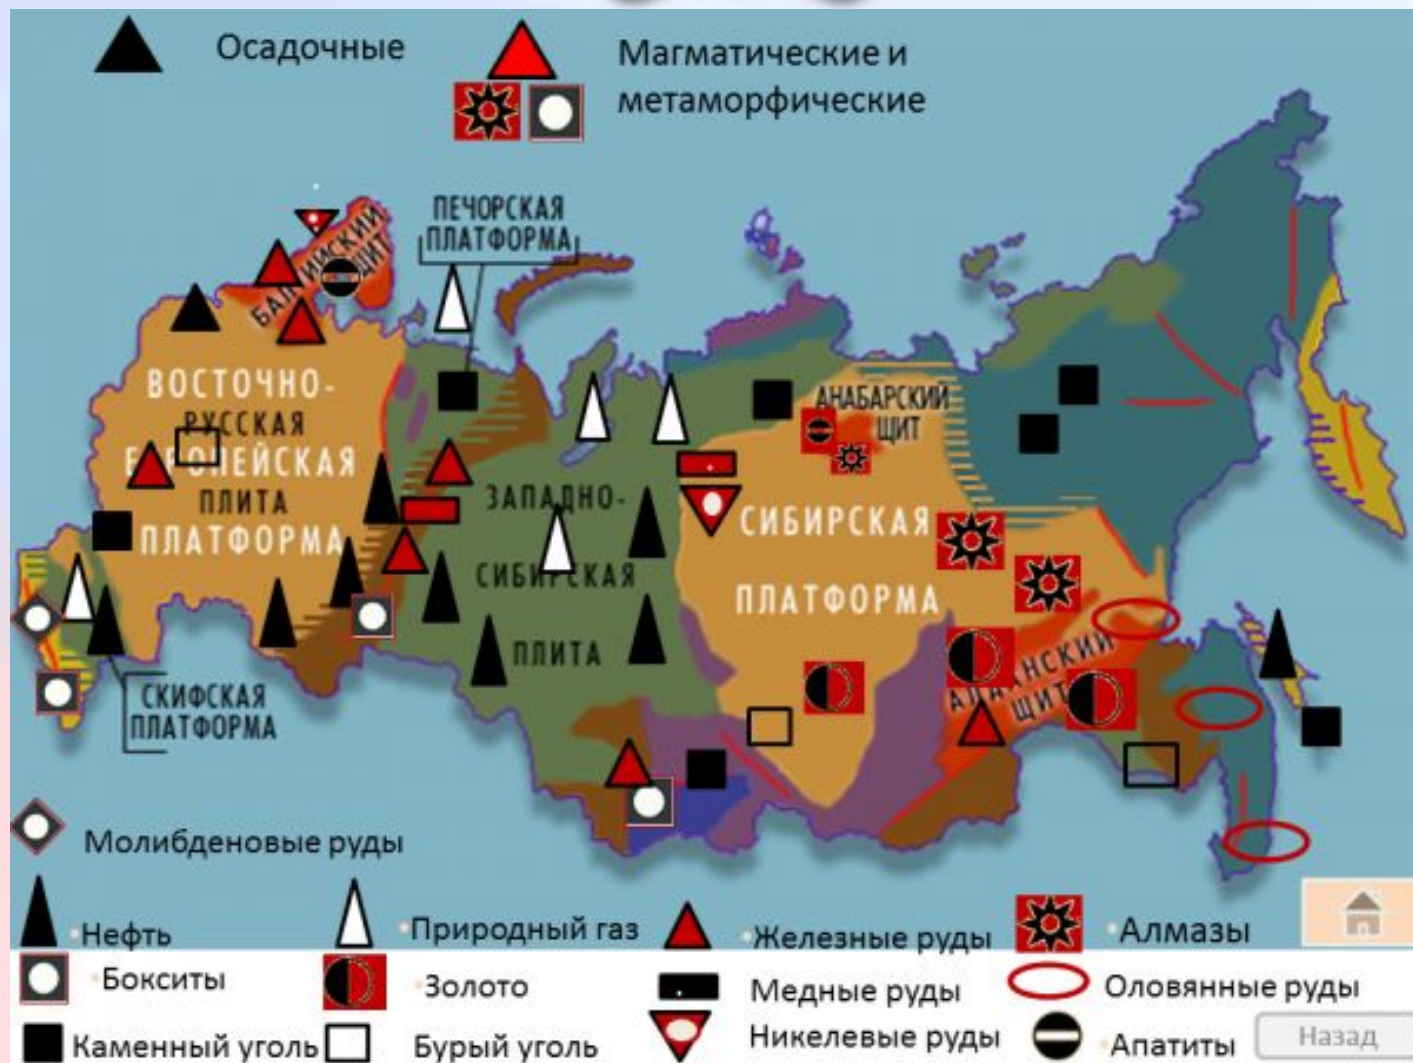 Осадочные
Магматические и
метаморфические
ПЕЧОРСКАЯ
ПЛАТФОРМА
БАЛТИЙСКИЙ
ЩИТ
ВОСТОЧНО-
РУССКАЯ
ЕВРОПЕЙСКАЯ
ПЛИТА
ПЛАТФОРМА
АНАБАРСКИЙ
ЩИТ
ЗАПАДНО-
СИБИРСКАЯ
ПЛИТА
СИБИРСКАЯ
ПЛАТФОРМА
АЛДАНСКИЙ
ЩИТ
СКИФСКАЯ
ПЛАТФОРМА
Молибденовые руды
Нефть
Природный газ
Железные руды
Алмазы
Бокситы
Золото
Медные руды
Оловянные руды
Каменный уголь
Бурый уголь
Никелевые руды
Апатиты
Назад